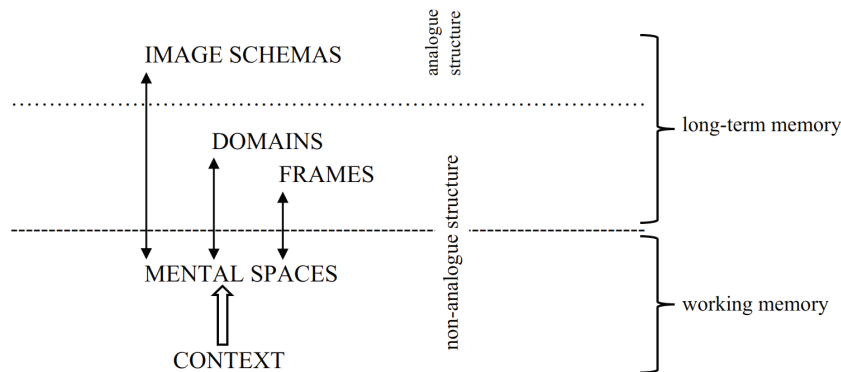 IMAGE SCHEMAS
analogue
structure
long-term memory
DOMAINS
FRAMES
non-analogue structure
MENTAL SPACES
working memory
CONTEXT